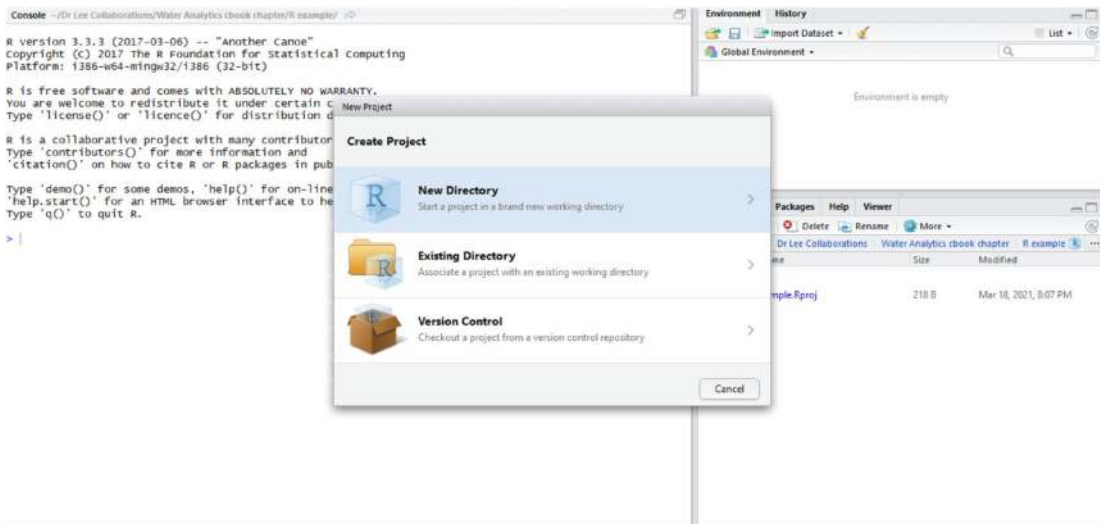 Console ~/Dr Lee Collaborations/Water Analytics cbook chapter/R example/
R version 3.3.3 (2017-03-06) -- "Another Canoe"
Copyright (C) 2017 The R Foundation for Statistical Computing
Platform: i386-w64-mingw32/i386 (32-bit)
R is free software and comes with ABSOLUTELY NO WARRANTY.
You are welcome to redistribute it under certain c
Type 'license()' or 'licence()' for distribution d
R is a collaborative project with many contributor
Type 'contributors()' for more information and
'citation()' on how to cite R or R packages in pub
Type 'demo()' for some demos, 'help()' for on-line
'help.start()' for an HTML browser interface to he
Type 'q()' to quit R.
>
New Project
Create Project
R
New Directory
Start a project in a brand new working directory
R
Existing Directory
Associate a project with an existing working directory
Version Control
Checkout a project from a version control repository
Cancel
Environment History
Import Dataset List
Global Environment
Environment is empty
Packages Help Viewer
Delete Rename More
Dr Lee Collaborations Water Analytics cbook chapter R example
me Size Modified
mple.Rproj 218 B Mar 18, 2021, 8:07 PM